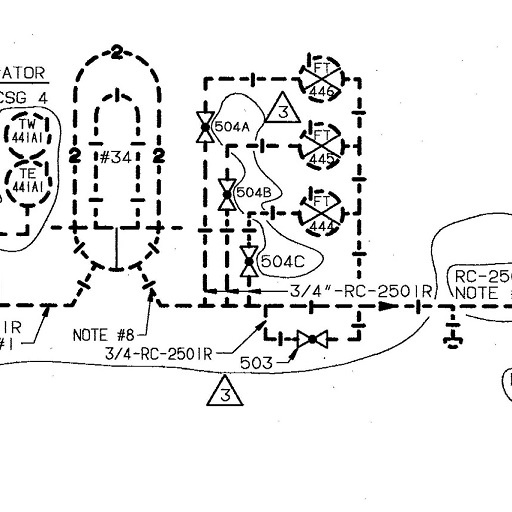 ATOR
CSG 4
TW
441A1
TE
441A1
2
2
2
#34
504A
504B
504C
3
FT
446
FT
445
FT
444
3/4"-RC-2501R
RC-250
NOTE #
1R
#1
NOTE #8
3/4-RC-2501R
503
3